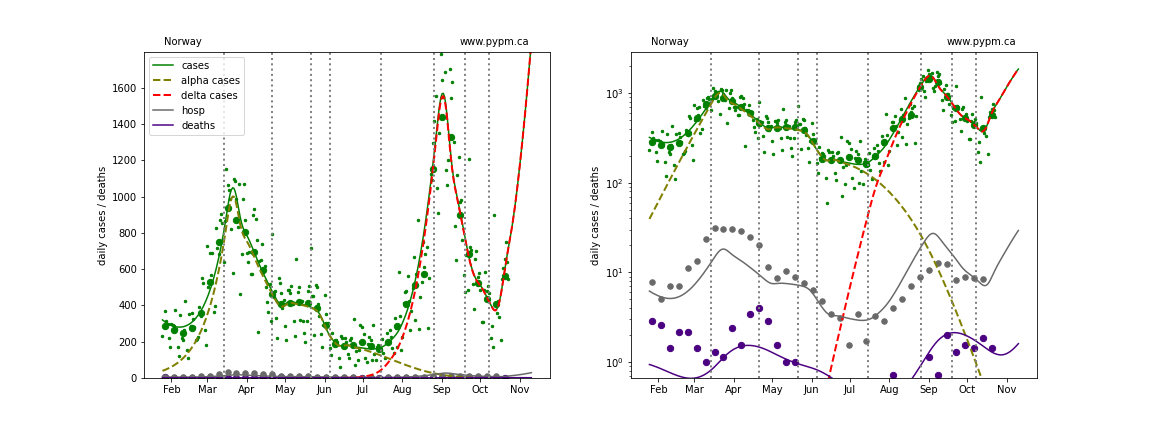 Norway
www.pypm.ca
cases
alpha cases
delta cases
hosp
deaths
daily cases / deaths
1600
1400
1200
1000
800
600
400
200
0
Feb
Mar
Apr
May
Jun
Jul
Aug
Sep
Oct
Nov
Norway
www.pypm.ca
daily cases / deaths
10³
10²
10¹
10⁰
Feb
Mar
Apr
May
Jun
Jul
Aug
Sep
Oct
Nov